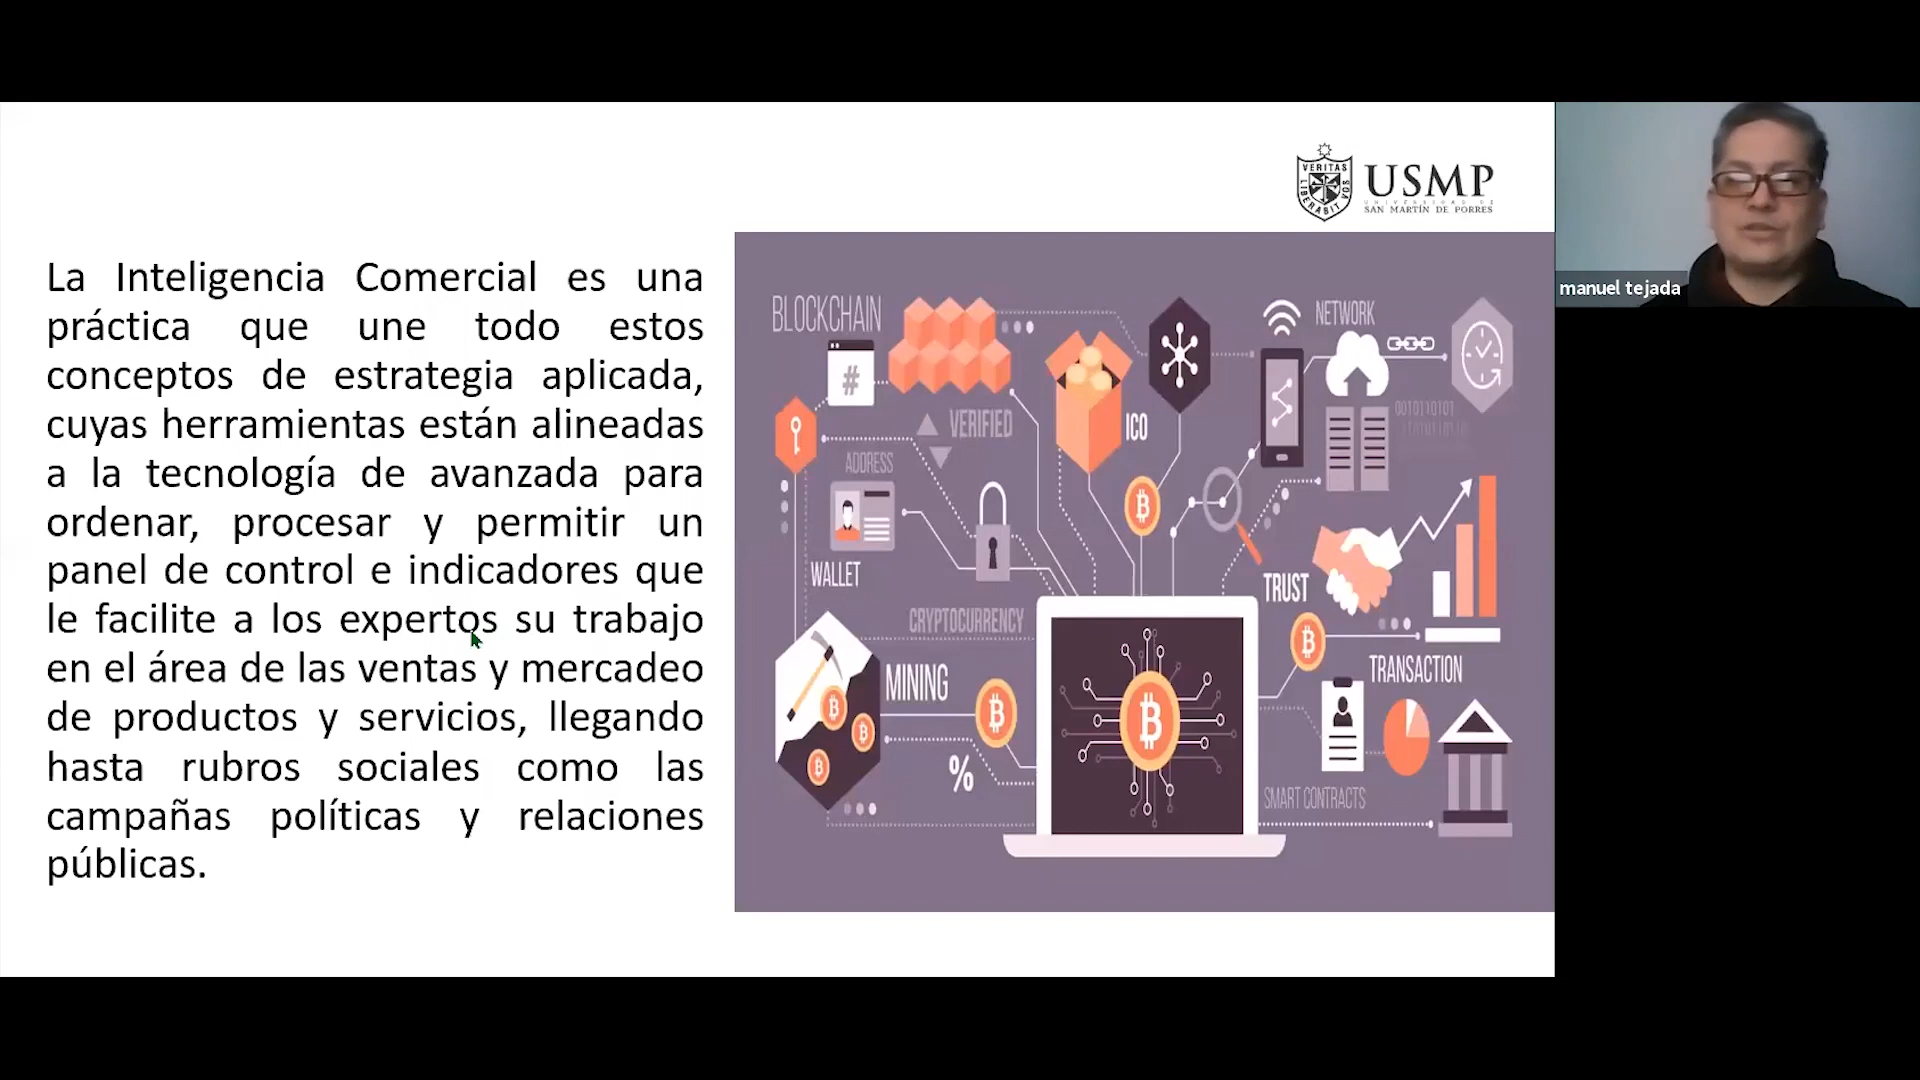 VERITAS
LIBERABIT VOS
USMP
UNIVERSIDAD DE
SAN MARTÍN DE PORRES
manuel tejada
La Inteligencia Comercial es una
práctica que une todo estos
conceptos de estrategia aplicada,
cuyas herramientas están alineadas
a la tecnología de avanzada para
ordenar, procesar y permitir un
panel de control e indicadores que
le facilite a los expertos su trabajo
en el área de las ventas y mercadeo
de productos y servicios, llegando
hasta rubros sociales como las
campañas políticas y relaciones
públicas.
BLOCKCHAIN
NETWORK
#
VERIFIED
ICO
ADDRESS
WALLET
TRUST
CRYPTOCURRENCY
MINING
TRANSACTION
%
SMART CONTRACTS